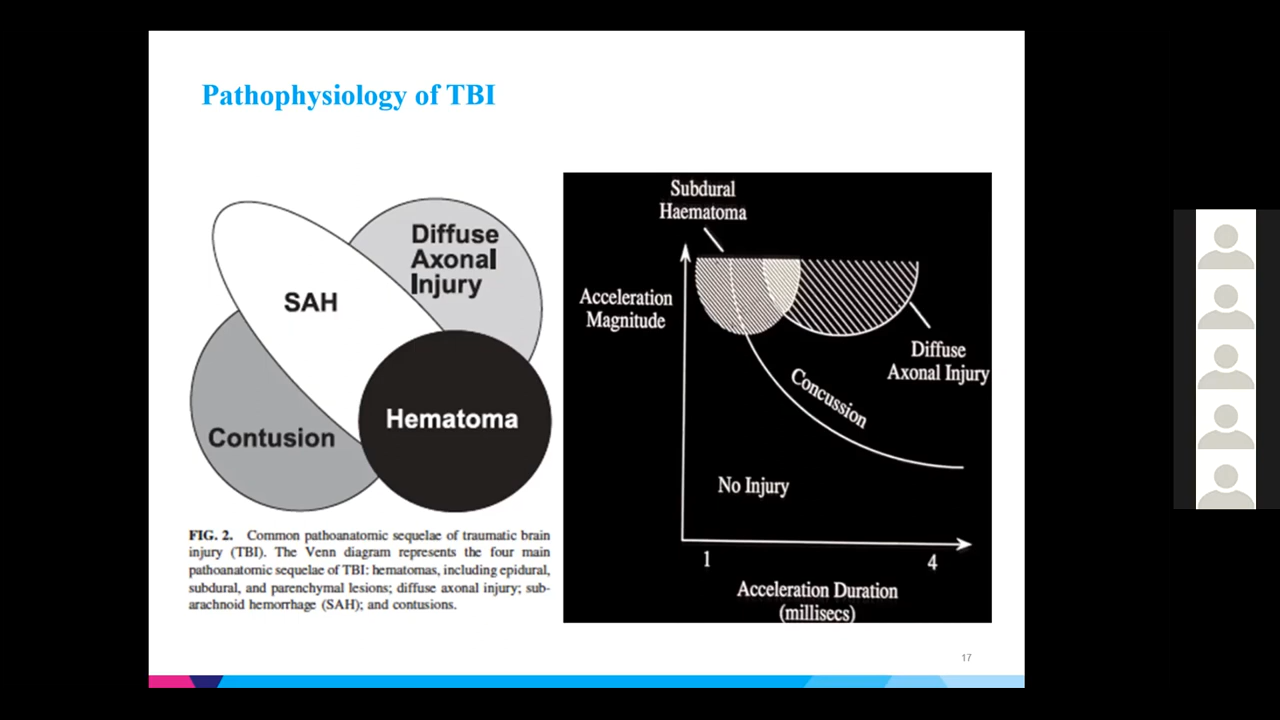 Pathophysiology of TBI
Diffuse
Axonal
Injury
SAH
Hematoma
Contusion
FIG. 2. Common pathoanatomic sequelae of traumatic brain
injury (TBI). The Venn diagram represents the four main
pathoanatomic sequelae of TBI: hematomas, including epidural,
subdural, and parenchymal lesions; diffuse axonal injury; sub-
arachnoid hemorrhage (SAH); and contusions.
Subdural
Haematoma
Acceleration
Magnitude
Diffuse
Axonal Injury
Concussion
No Injury
1
4
Acceleration Duration
(millisecs)
17